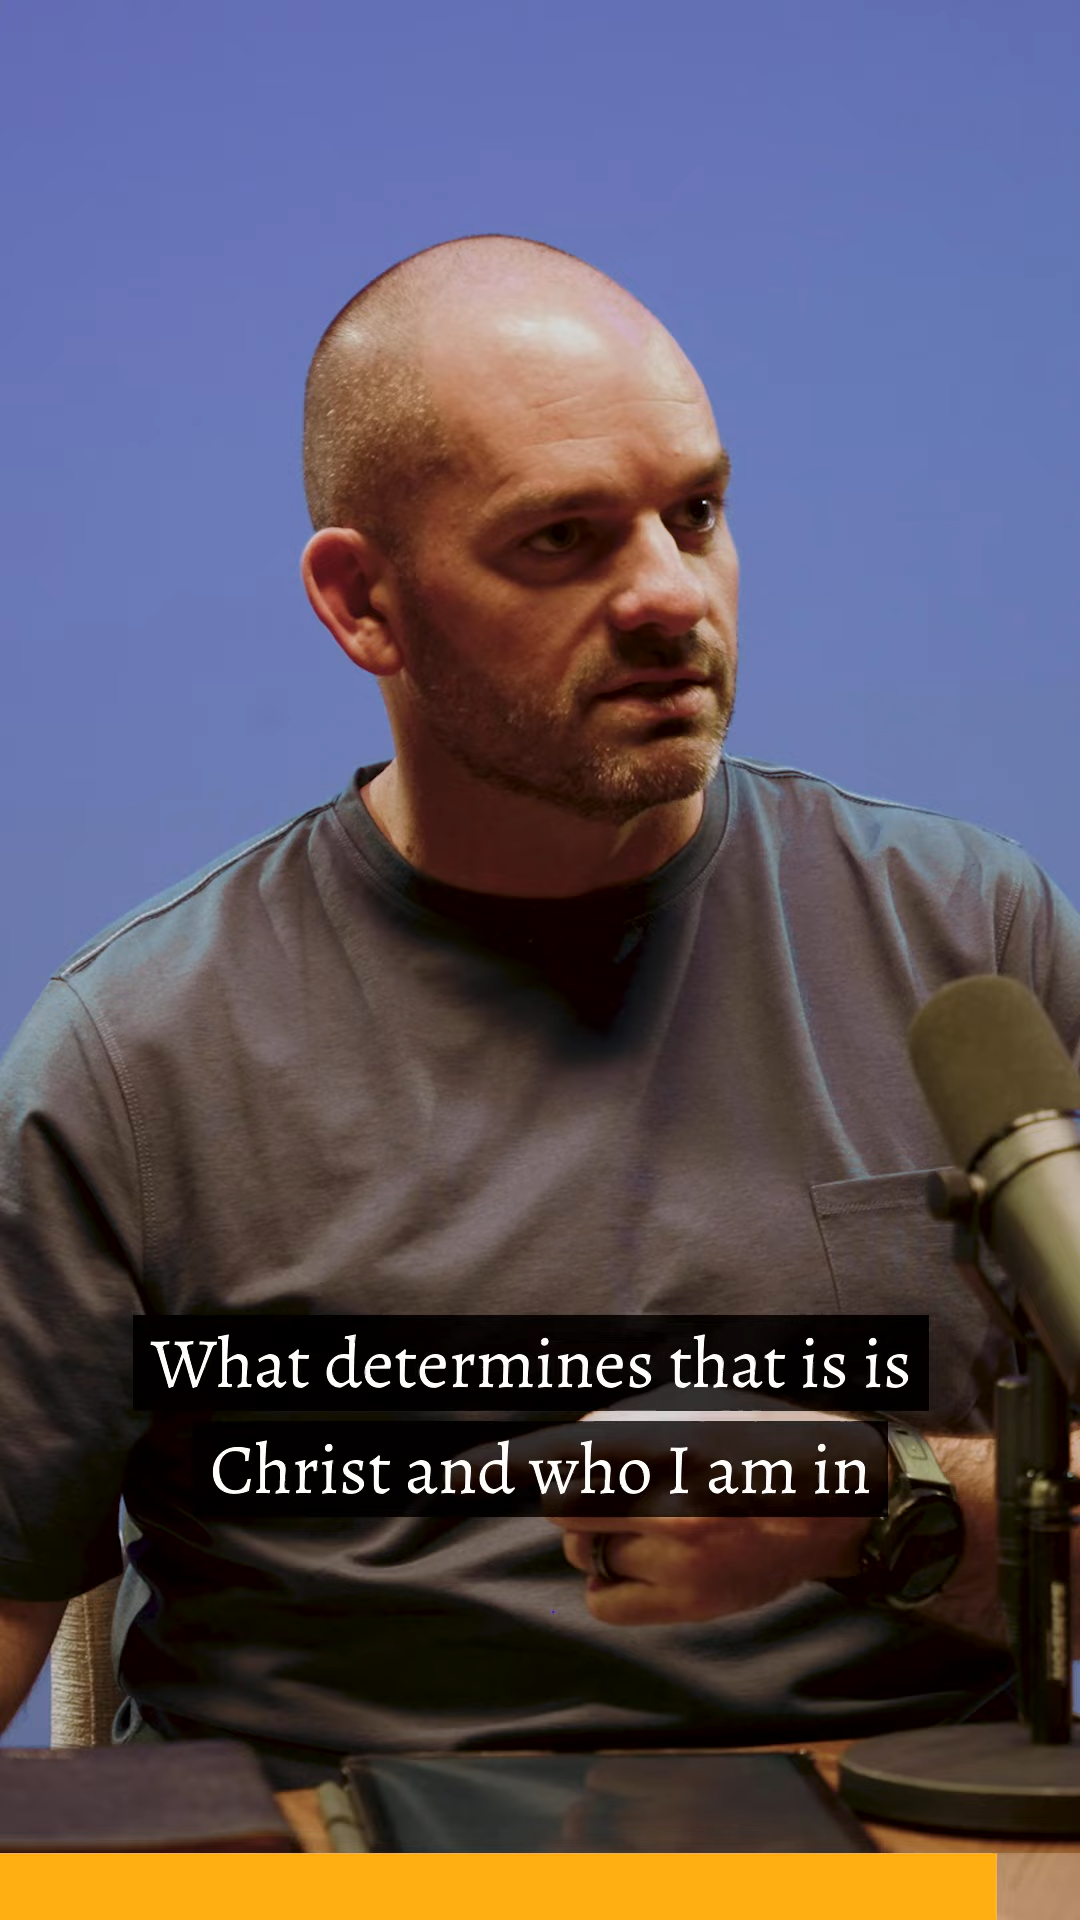 What determines that is is
Christ and who I am in